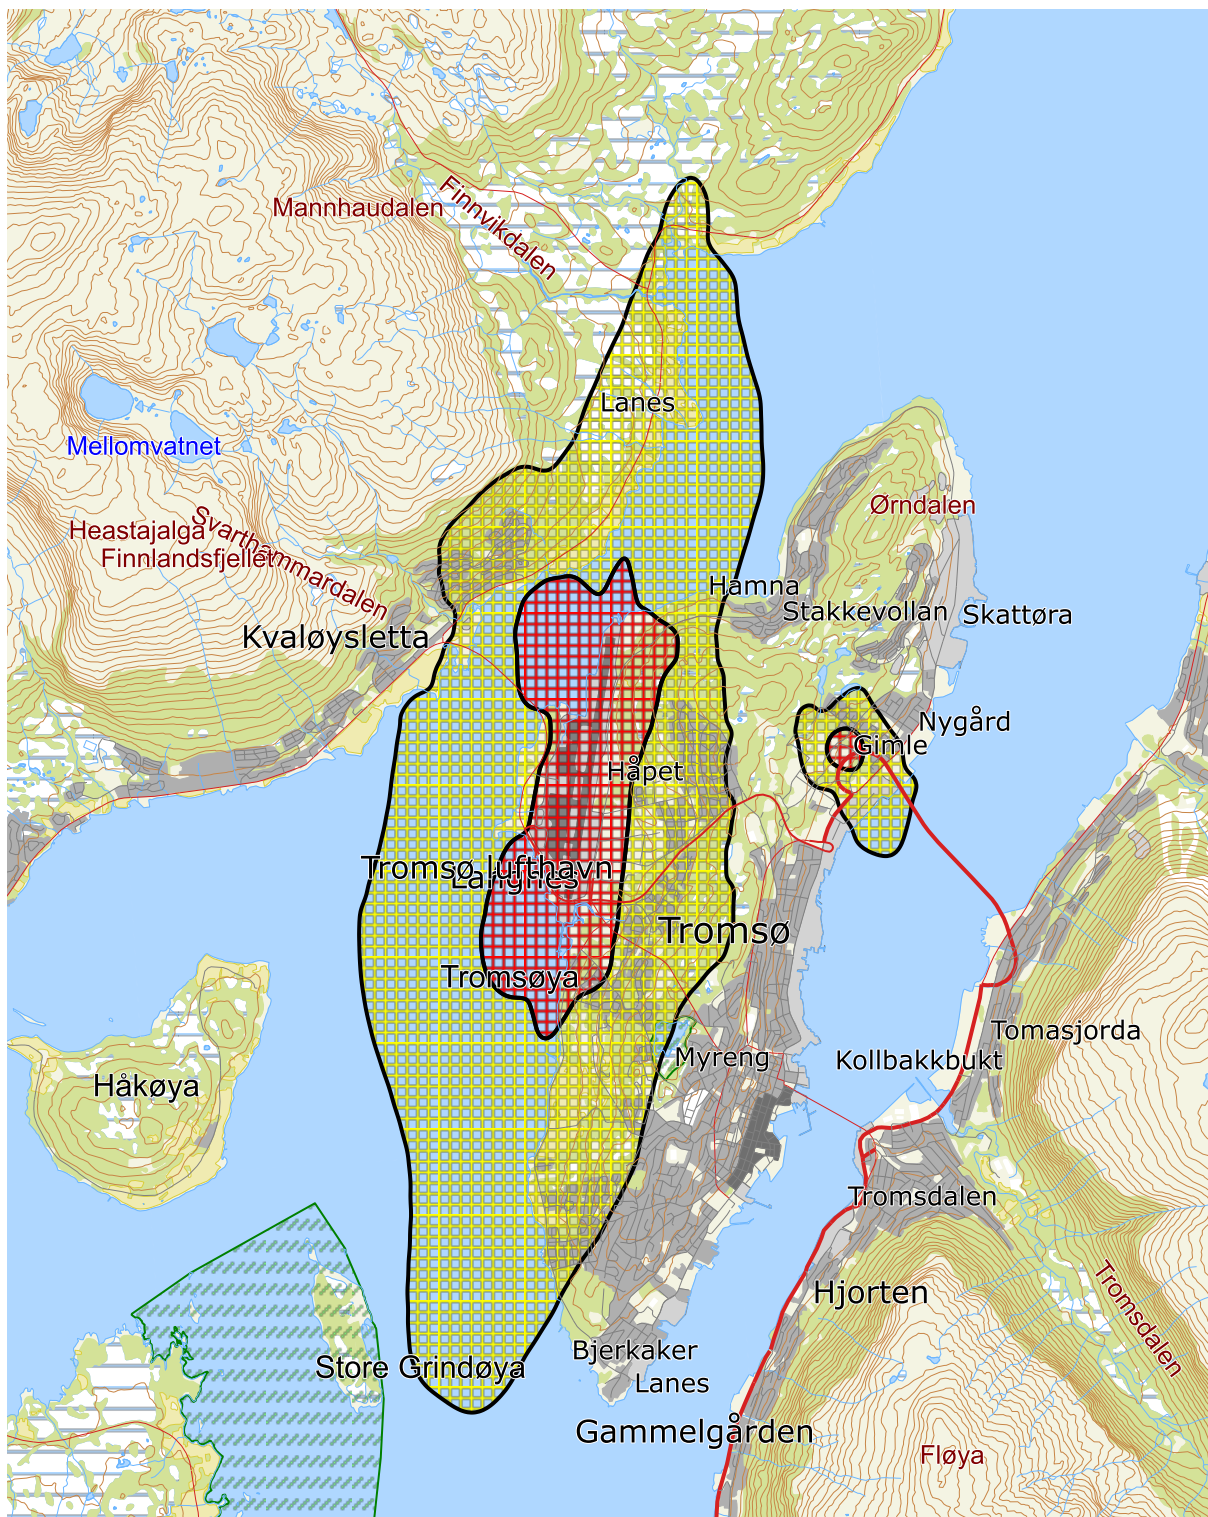 Mannhaudalen
Finnvikdalen
Lanes
Mellomvatnet
Ørndalen
Heastajalga
Svarthammardalen
Finnlandsfjellet
Hamna
Stakkevollan
Skattøra
Kvaløysletta
Nygård
Gimle
Håpet
Tromsø lufthavn
Langnes
Tromsø
Tromsøya
Tomasjorda
Myreng
Kollbakkbukt
Håkøya
Tromsdalen
Hjorten
Tromsdalen
Bjerkaker
Store Grindøya
Lanes
Gammelgården
Fløya